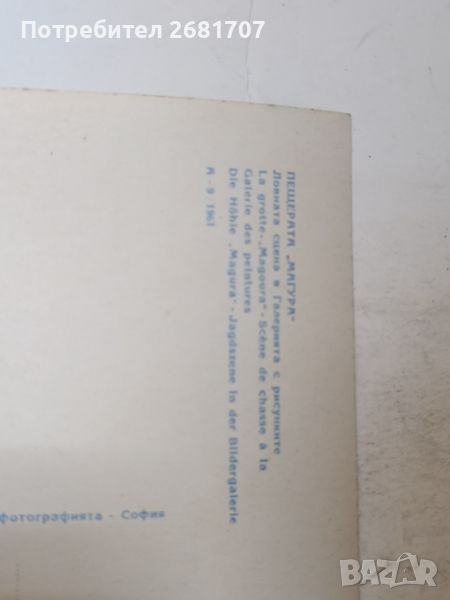 Потребител 2681707
ПЕЩЕРАТА „МАГУРА“
Ловната сцена в Галерията с рисунките
La grotte-„Magoura“-Scène de chasse à la
Galerie des peintures
Die Höhle „Magura“-Jagdszene in der Bildergalerie
А - 9 1961
фотографията - София
BAZAR